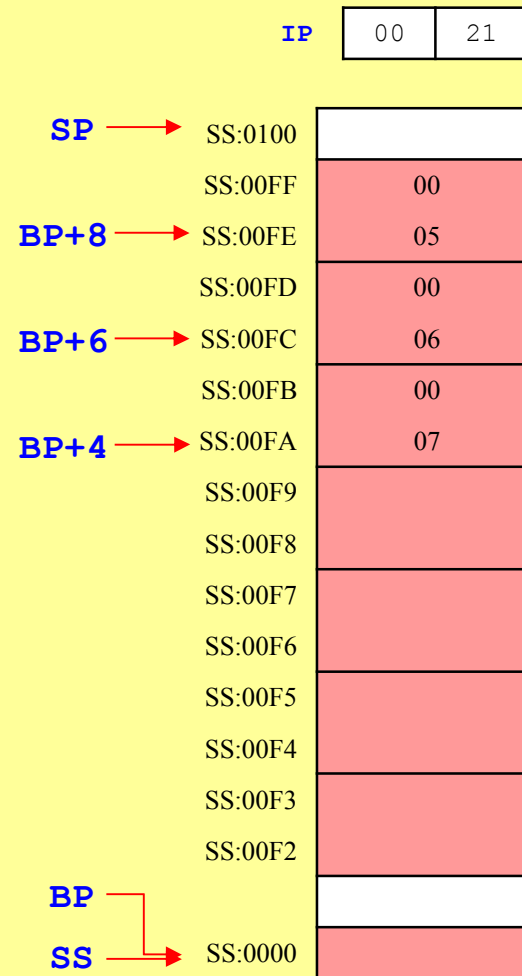 IP 00 21
SP SS:0100
SS:00FF 00
BP+8 SS:00FE 05
SS:00FD 00
BP+6 SS:00FC 06
SS:00FB 00
BP+4 SS:00FA 07
SS:00F9
SS:00F8
SS:00F7
SS:00F6
SS:00F5
SS:00F4
SS:00F3
SS:00F2
BP
SS SS:0000